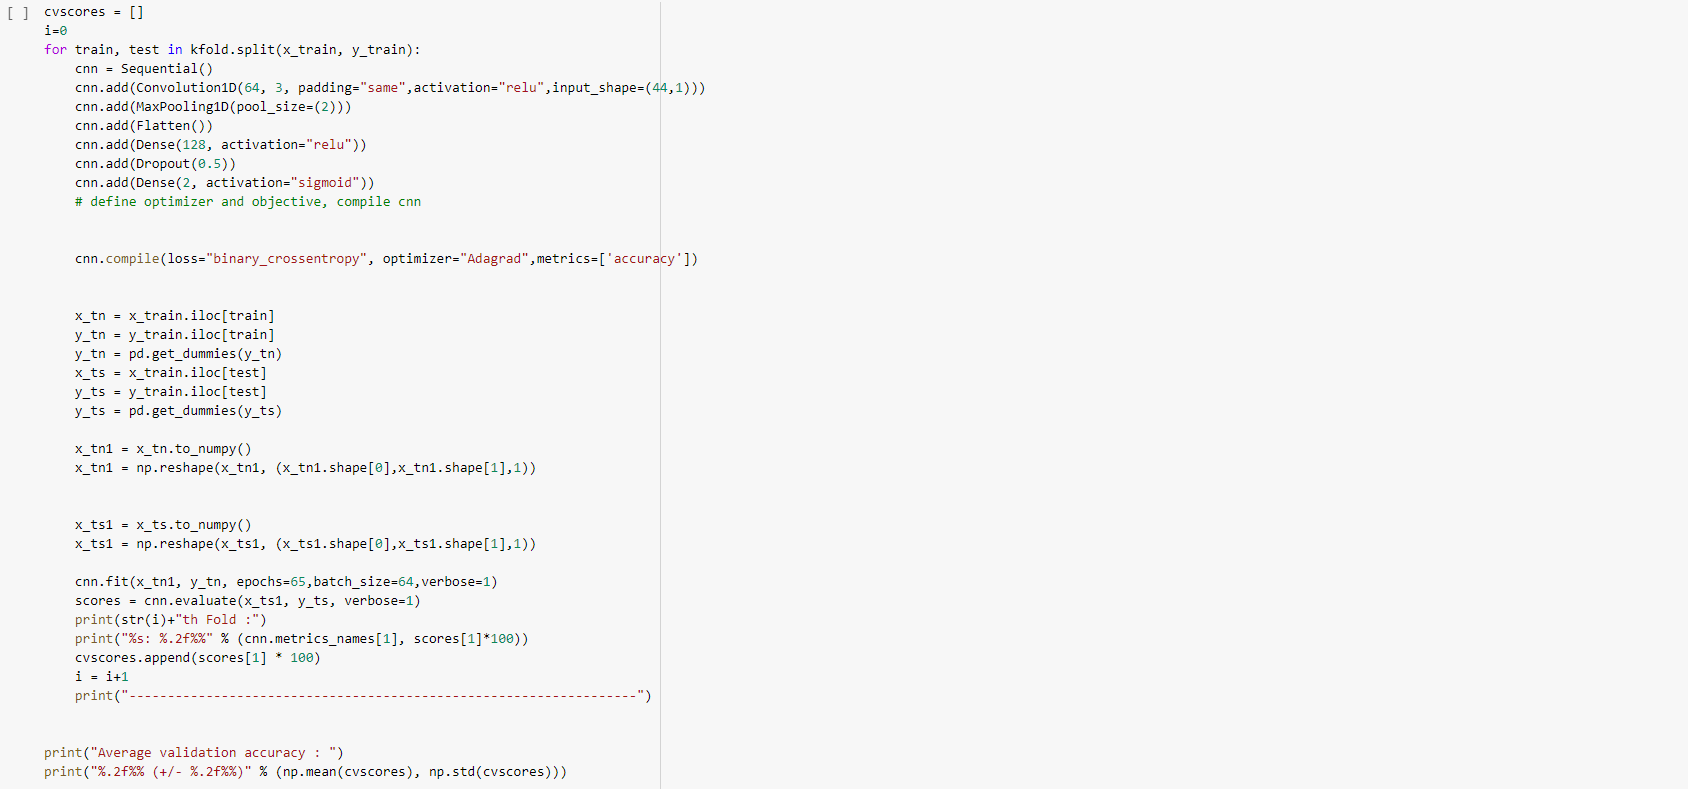 [ ] cvscores = []
i=0
for train, test in kfold.split(x_train, y_train):
    cnn = Sequential()
    cnn.add(Convolution1D(64, 3, padding="same",activation="relu",input_shape=(44,1)))
    cnn.add(MaxPooling1D(pool_size=(2)))
    cnn.add(Flatten())
    cnn.add(Dense(128, activation="relu"))
    cnn.add(Dropout(0.5))
    cnn.add(Dense(2, activation="sigmoid"))
    # define optimizer and objective, compile cnn
    cnn.compile(loss="binary_crossentropy", optimizer="Adagrad",metrics=['accuracy'])
    x_tn = x_train.iloc[train]
    y_tn = y_train.iloc[train]
    y_tn = pd.get_dummies(y_tn)
    x_ts = x_train.iloc[test]
    y_ts = y_train.iloc[test]
    y_ts = pd.get_dummies(y_ts)
    x_tn1 = x_tn.to_numpy()
    x_tn1 = np.reshape(x_tn1, (x_tn1.shape[0],x_tn1.shape[1],1))
    x_ts1 = x_ts.to_numpy()
    x_ts1 = np.reshape(x_ts1, (x_ts1.shape[0],x_ts1.shape[1],1))
    cnn.fit(x_tn1, y_tn, epochs=65,batch_size=64,verbose=1)
    scores = cnn.evaluate(x_ts1, y_ts, verbose=1)
    print(str(i)+"th Fold :")
    print("%s: %.2f%%" % (cnn.metrics_names[1], scores[1]*100))
    cvscores.append(scores[1] * 100)
    i = i+1
    print("------------------------------------------------------------------")
print("Average validation accuracy : ")
print("%.2f%% (+/- %.2f%%)" % (np.mean(cvscores), np.std(cvscores)))